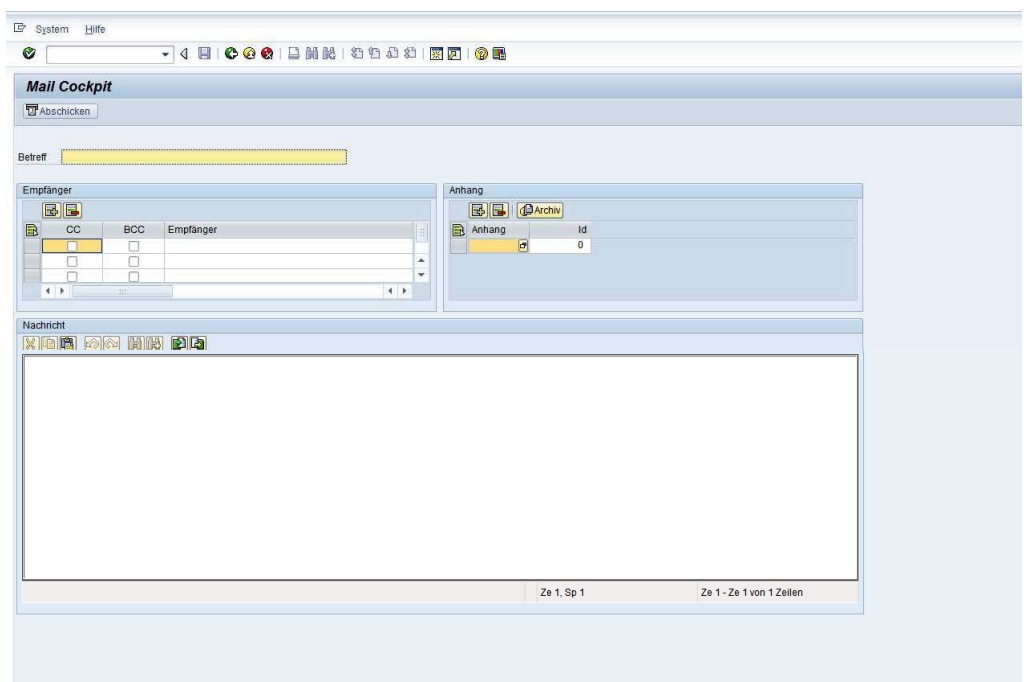 System Hilfe
Mail Cockpit
Abschicken
Betreff
Empfänger Anhang
Archiv
CC BCC Empfänger Anhang Id
0
Nachricht
Ze 1, Sp 1 Ze 1 - Ze 1 von 1 Zeilen